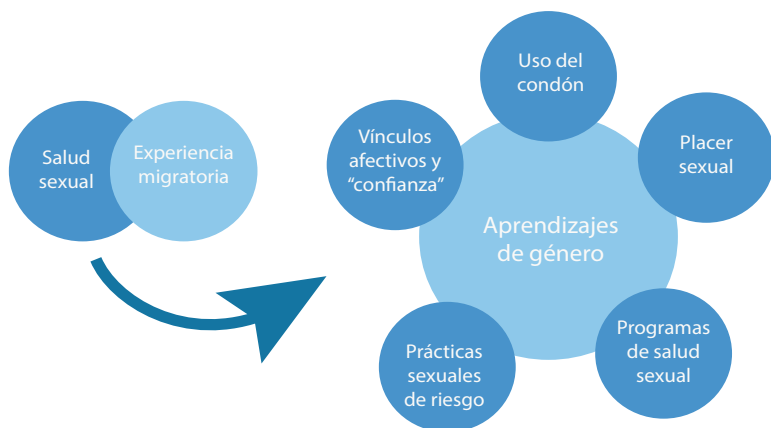 Salud
sexual
Experiencia
migratoria
Uso del
condón
Vínculos
afectivos y
“confianza”
Placer
sexual
Aprendizajes
de género
Prácticas
sexuales
de riesgo
Programas
de salud
sexual